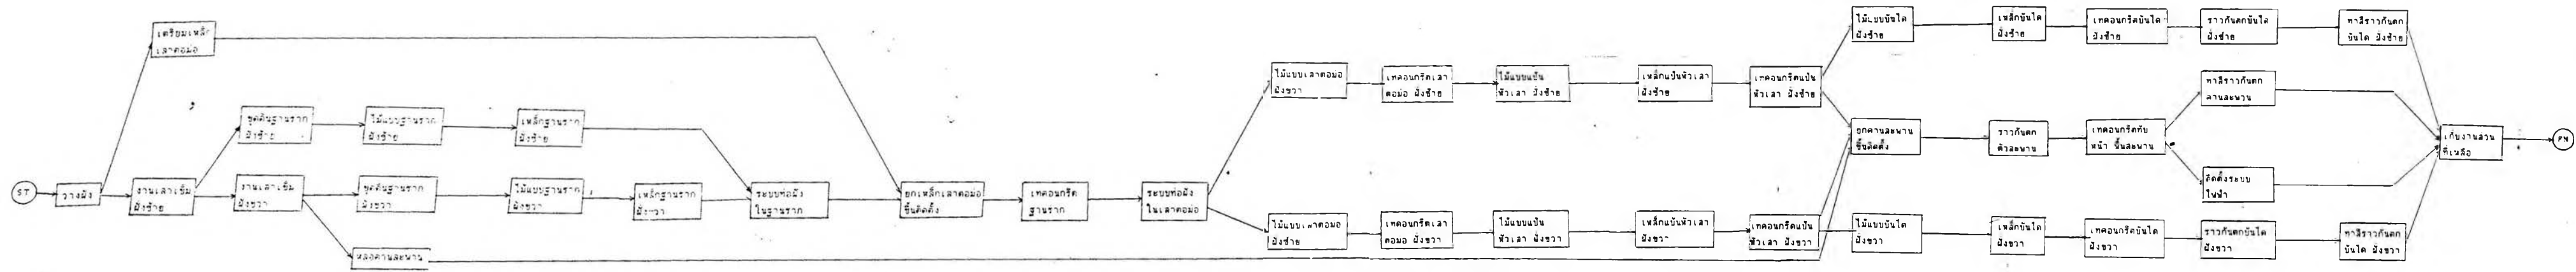 ST
วางผัง
เตรียมเหล็ก
เสาตอม่อ
งานเสาเข็ม
ฝั่งซ้าย
งานเสาเข็ม
ฝั่งขวา
ขุดดินฐานราก
ฝั่งซ้าย
ไม้แบบฐานราก
ฝั่งซ้าย
เหล็กฐานราก
ฝั่งซ้าย
ขุดดินฐานราก
ฝั่งขวา
ไม้แบบฐานราก
ฝั่งขวา
เหล็กฐานราก
ฝั่งขวา
หล่อคานสะพาน
ระบบท่อฝัง
ในฐานราก
ยกเหล็กเสาตอม่อ
ขึ้นติดตั้ง
เทคอนกรีต
ฐานราก
ระบบท่อฝัง
ในเสาตอม่อ
ไม้แบบเสาตอม่อ
ฝั่งขวา
เทคอนกรีตเสา
ตอม่อ ฝั่งซ้าย
ไม้แบบแป้น
หัวเสา ฝั่งซ้าย
เหล็กแป้นหัวเสา
ฝั่งซ้าย
เทคอนกรีตแป้น
หัวเสา ฝั่งซ้าย
ไม้แบบเสาตอม่อ
ฝั่งซ้าย
เทคอนกรีตเสา
ตอม่อ ฝั่งขวา
ไม้แบบแป้น
หัวเสา ฝั่งขวา
เหล็กแป้นหัวเสา
ฝั่งขวา
เทคอนกรีตแป้น
หัวเสา ฝั่งขวา
ไม้แบบบันได
ฝั่งซ้าย
เหล็กบันได
ฝั่งซ้าย
เทคอนกรีตบันได
ฝั่งซ้าย
ราวกันตกบันได
ฝั่งซ้าย
ทาสีราวกันตก
บันได ฝั่งซ้าย
ยกคานสะพาน
ขึ้นติดตั้ง
ราวกันตก
ตัวสะพาน
เทคอนกรีตทับ
หน้า พื้นสะพาน
ทาสีราวกันตก
คานสะพาน
ติดตั้งระบบ
ไฟฟ้า
ไม้แบบบันได
ฝั่งขวา
เหล็กบันได
ฝั่งขวา
เทคอนกรีตบันได
ฝั่งขวา
ราวกันตกบันได
ฝั่งขวา
ทาสีราวกันตก
บันได ฝั่งขวา
เก็บงานส่วน
ที่เหลือ
FN